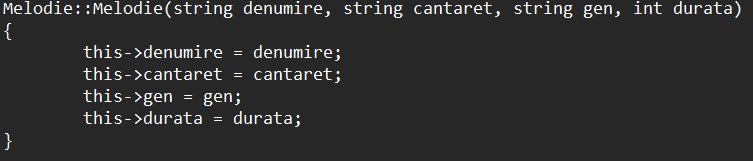 Melodie::Melodie(string denumire, string cantaret, string gen, int durata)
{
        this->denumire = denumire;
        this->cantaret = cantaret;
        this->gen = gen;
        this->durata = durata;
}